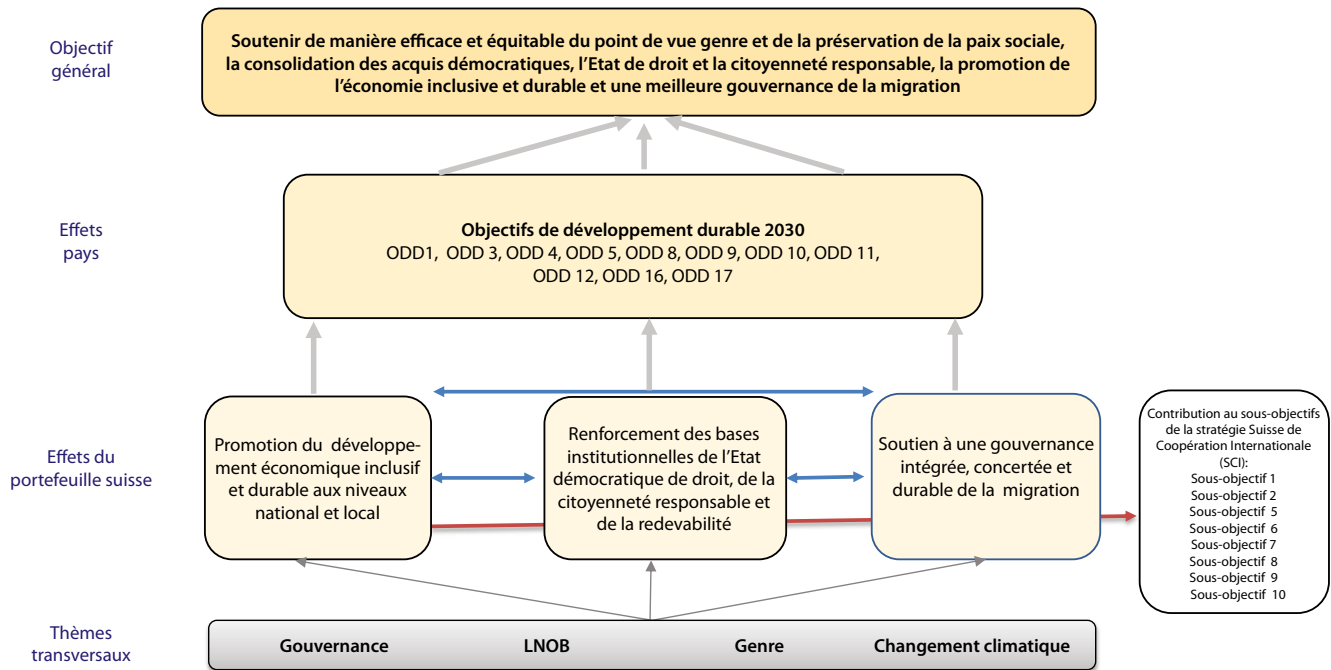 Objectif
général
Soutenir de manière efficace et équitable du point de vue genre et de la préservation de la paix sociale,
la consolidation des acquis démocratiques, l'Etat de droit et la citoyenneté responsable, la promotion de
l'économie inclusive et durable et une meilleure gouvernance de la migration
Effets
pays
Objectifs de développement durable 2030
ODD1, ODD 3, ODD 4, ODD 5, ODD 8, ODD 9, ODD 10, ODD 11,
ODD 12, ODD 16, ODD 17
Effets du
portefeuille suisse
Promotion du développe-
ment économique inclusif
et durable aux niveaux
national et local
Renforcement des bases
institutionnelles de l'Etat
démocratique de droit, de la
citoyenneté responsable et
de la redevabilité
Soutien à une gouvernance
intégrée, concertée et
durable de la migration
Contribution au sous-objectifs
de la stratégie Suisse de
Coopération Internationale
(SCI):
Sous-objectif 1
Sous-objectif 2
Sous-objectif 5
Sous-objectif 6
Sous-objectif 7
Sous-objectif 8
Sous-objectif 9
Sous-objectif 10
Thèmes
transversaux
Gouvernance LNOB Genre Changement climatique